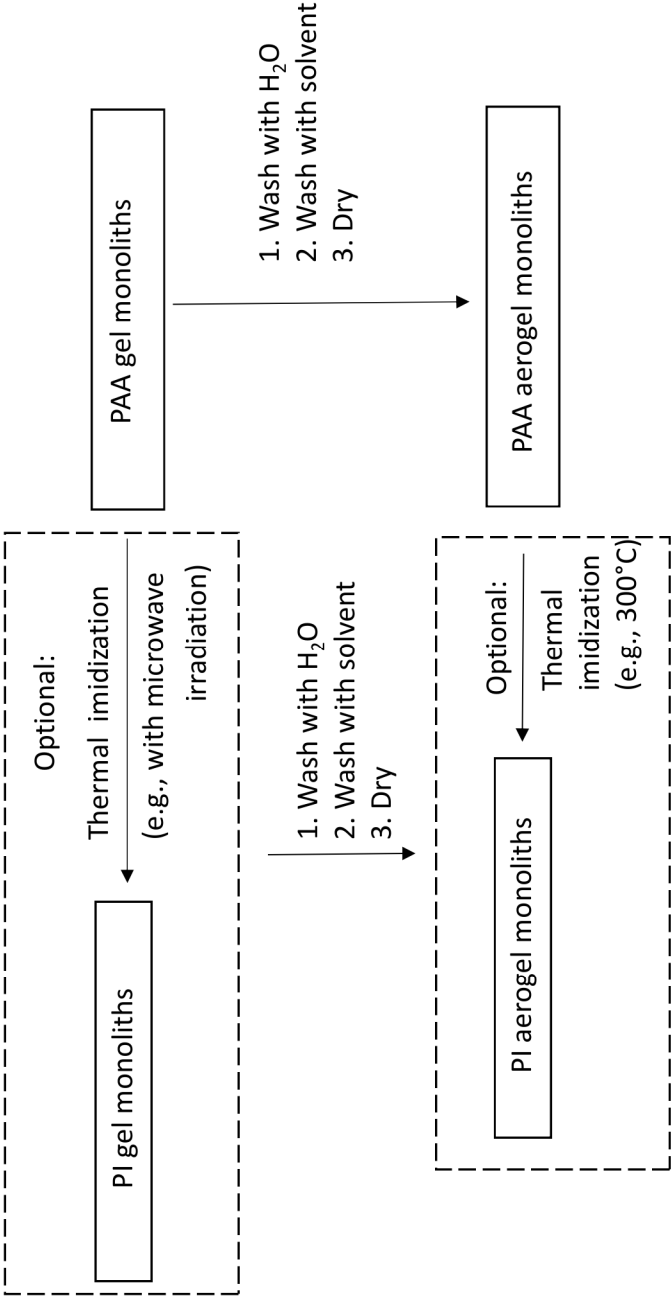 PI gel monoliths
Optional:
Thermal imidization
(e.g., with microwave
irradiation)
PAA gel monoliths
1. Wash with H₂O
2. Wash with solvent
3. Dry
1. Wash with H₂O
2. Wash with solvent
3. Dry
PI aerogel monoliths
Optional:
Thermal
imidization
(e.g., 300°C)
PAA aerogel monoliths